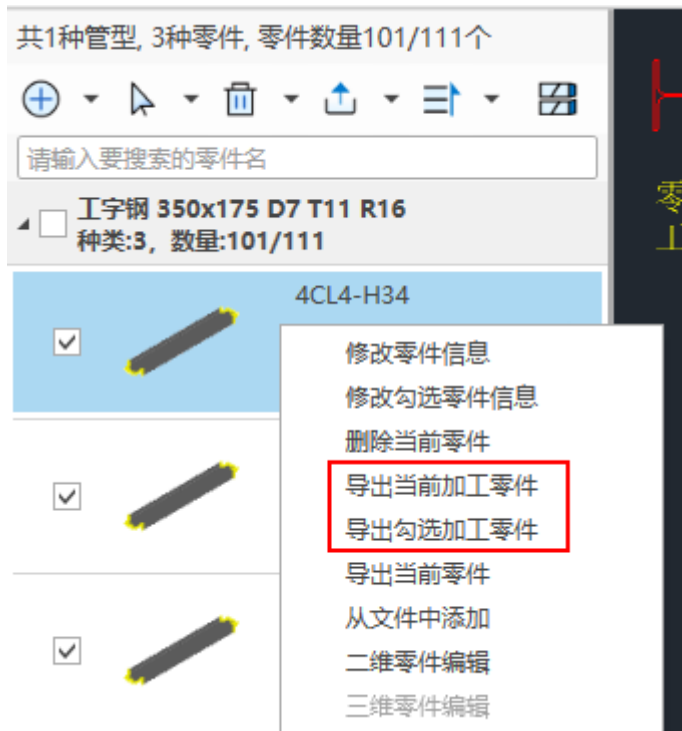 共1种管型, 3种零件, 零件数量101/111个
请输入要搜索的零件名
工字钢 350x175 D7 T11 R16
种类:3，数量:101/111
4CL4-H34
修改零件信息
修改勾选零件信息
删除当前零件
导出当前加工零件
导出勾选加工零件
导出当前零件
从文件中添加
二维零件编辑
三维零件编辑
零
工